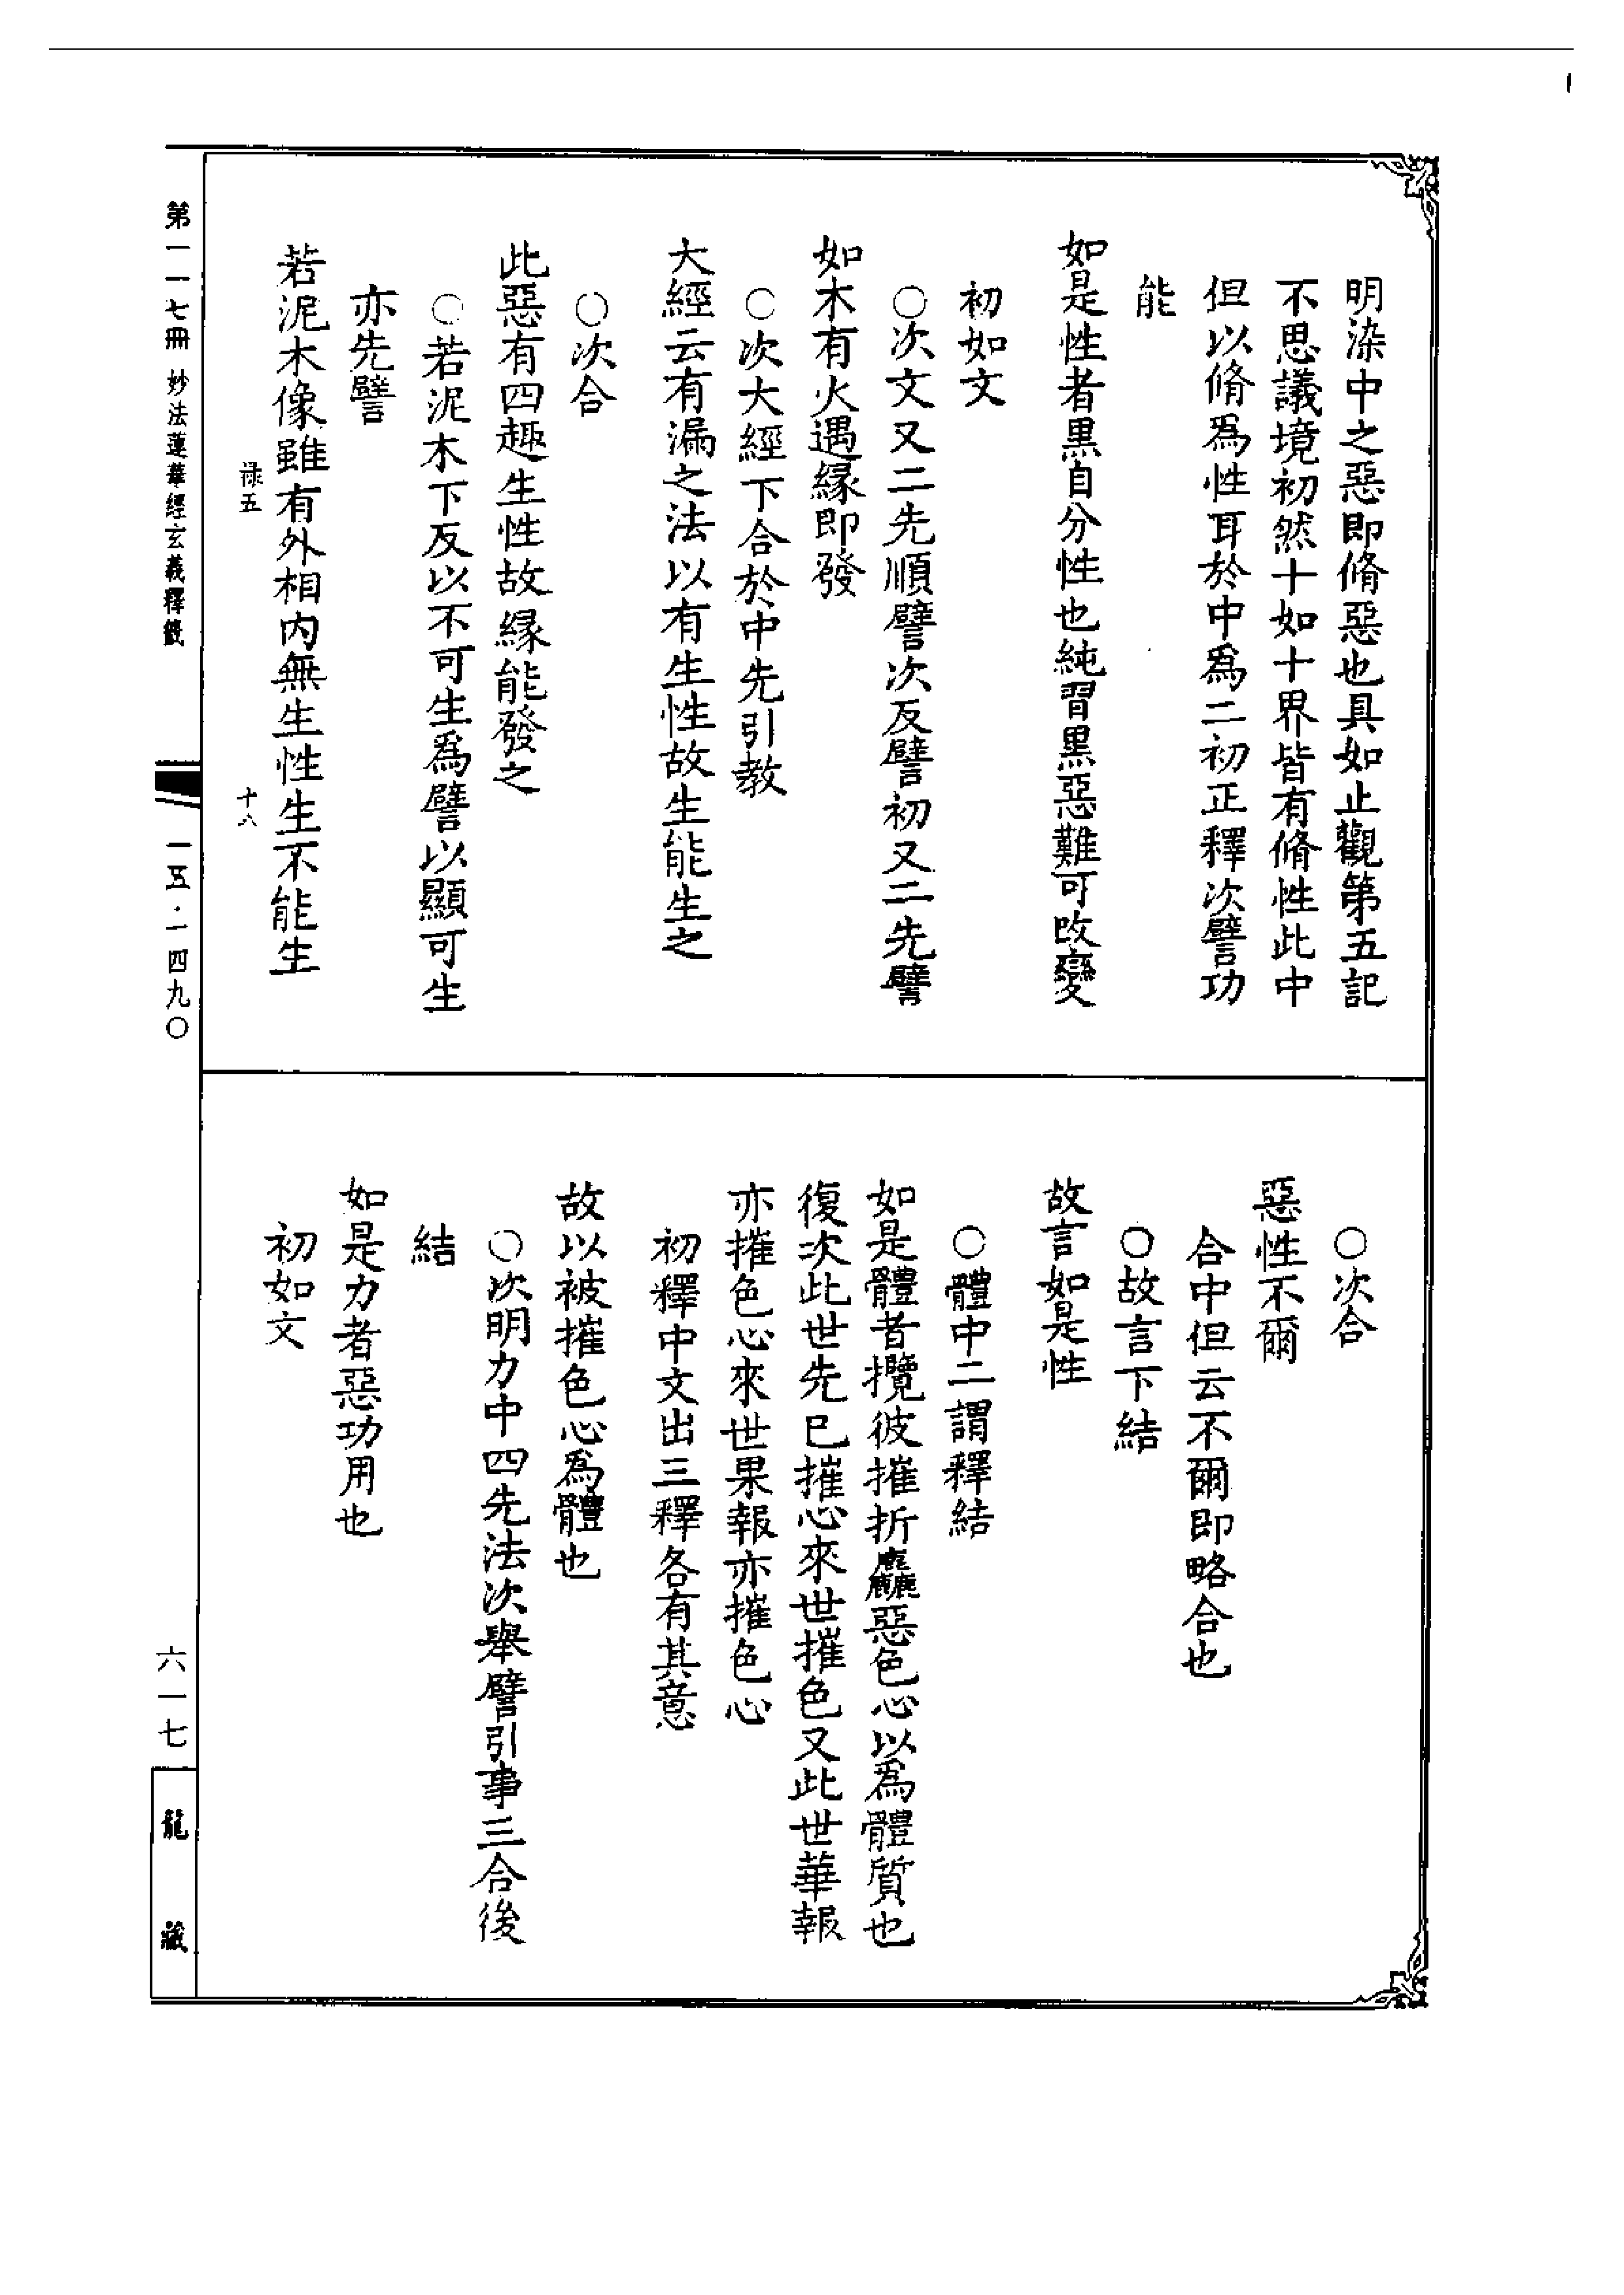 明染中之惡即脩惡也具如止觀第五記
不思議境初然十如十界皆有脩性此中
但以脩爲性耳於中爲二初正釋次譬功
能
如是性者黒自分性也純習黒惡難可改變
初如文
○次文又二先順譬次反譬初又二先譬
如木有火遇緣即發
○次大經下合於中先引教
大經云有漏之法以有生性故生能生之
○次合
此惡有四趣生性故緣能發之
○若泥木下反以不可生爲譬以顯可生
亦先譬
若泥木像雖有外相內無生性生不能生
○次合
惡性不爾
合中但云不爾即略合也
○故言下結
故言如是性
○體中二謂釋結
如是體者攬彼摧折麤惡色心以爲體質也
復次此世先已摧心來世摧色又此世華報
亦摧色心來世果報亦摧色心
初釋中文出三釋各有其意
故以被摧色心爲體也
○次明力中四先法次舉譬引事三合後
結
如是力者惡功用也
初如文
祿五
十八
第一一七冊 妙法蓮華經玄義釋籤
一五·一四九〇
六一七
龍藏